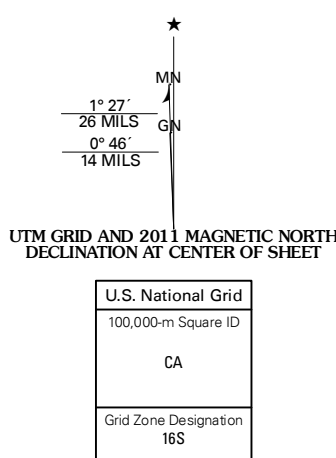 ★
MN
1° 27´
26 MILS
GN
0° 46´
14 MILS
UTM GRID AND 2011 MAGNETIC NORTH
DECLINATION AT CENTER OF SHEET
U.S. National Grid
100,000-m Square ID
CA
Grid Zone Designation
16S